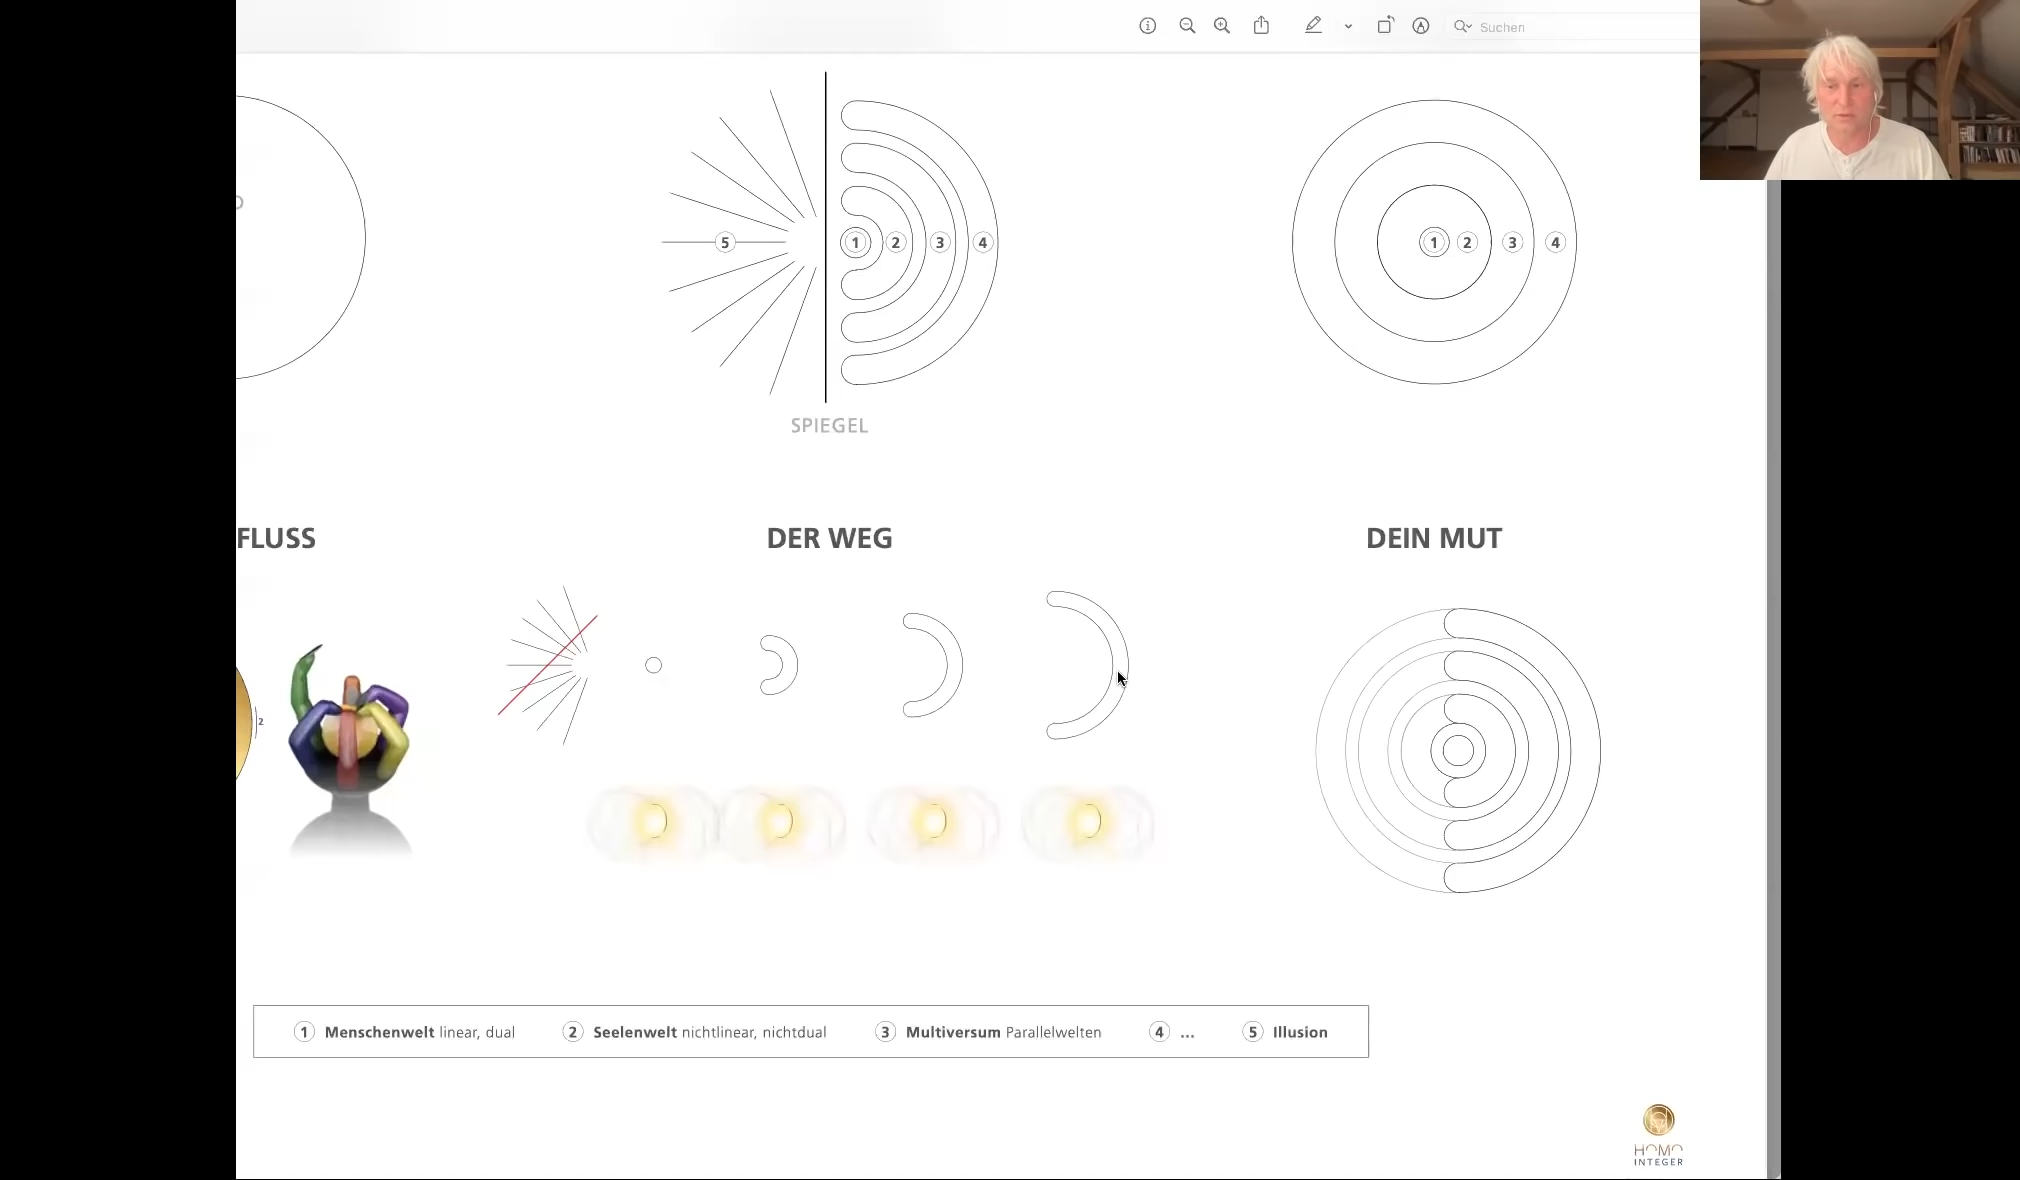 Suchen
5
1
2
3
4
1
2
3
4
SPIEGEL
FLUSS
DER WEG
DEIN MUT
2
1 Menschenwelt linear, dual 2 Seelenwelt nichtlinear, nichtdual 3 Multiversum Parallelwelten 4 ... 5 Illusion
HOMO
INTEGER